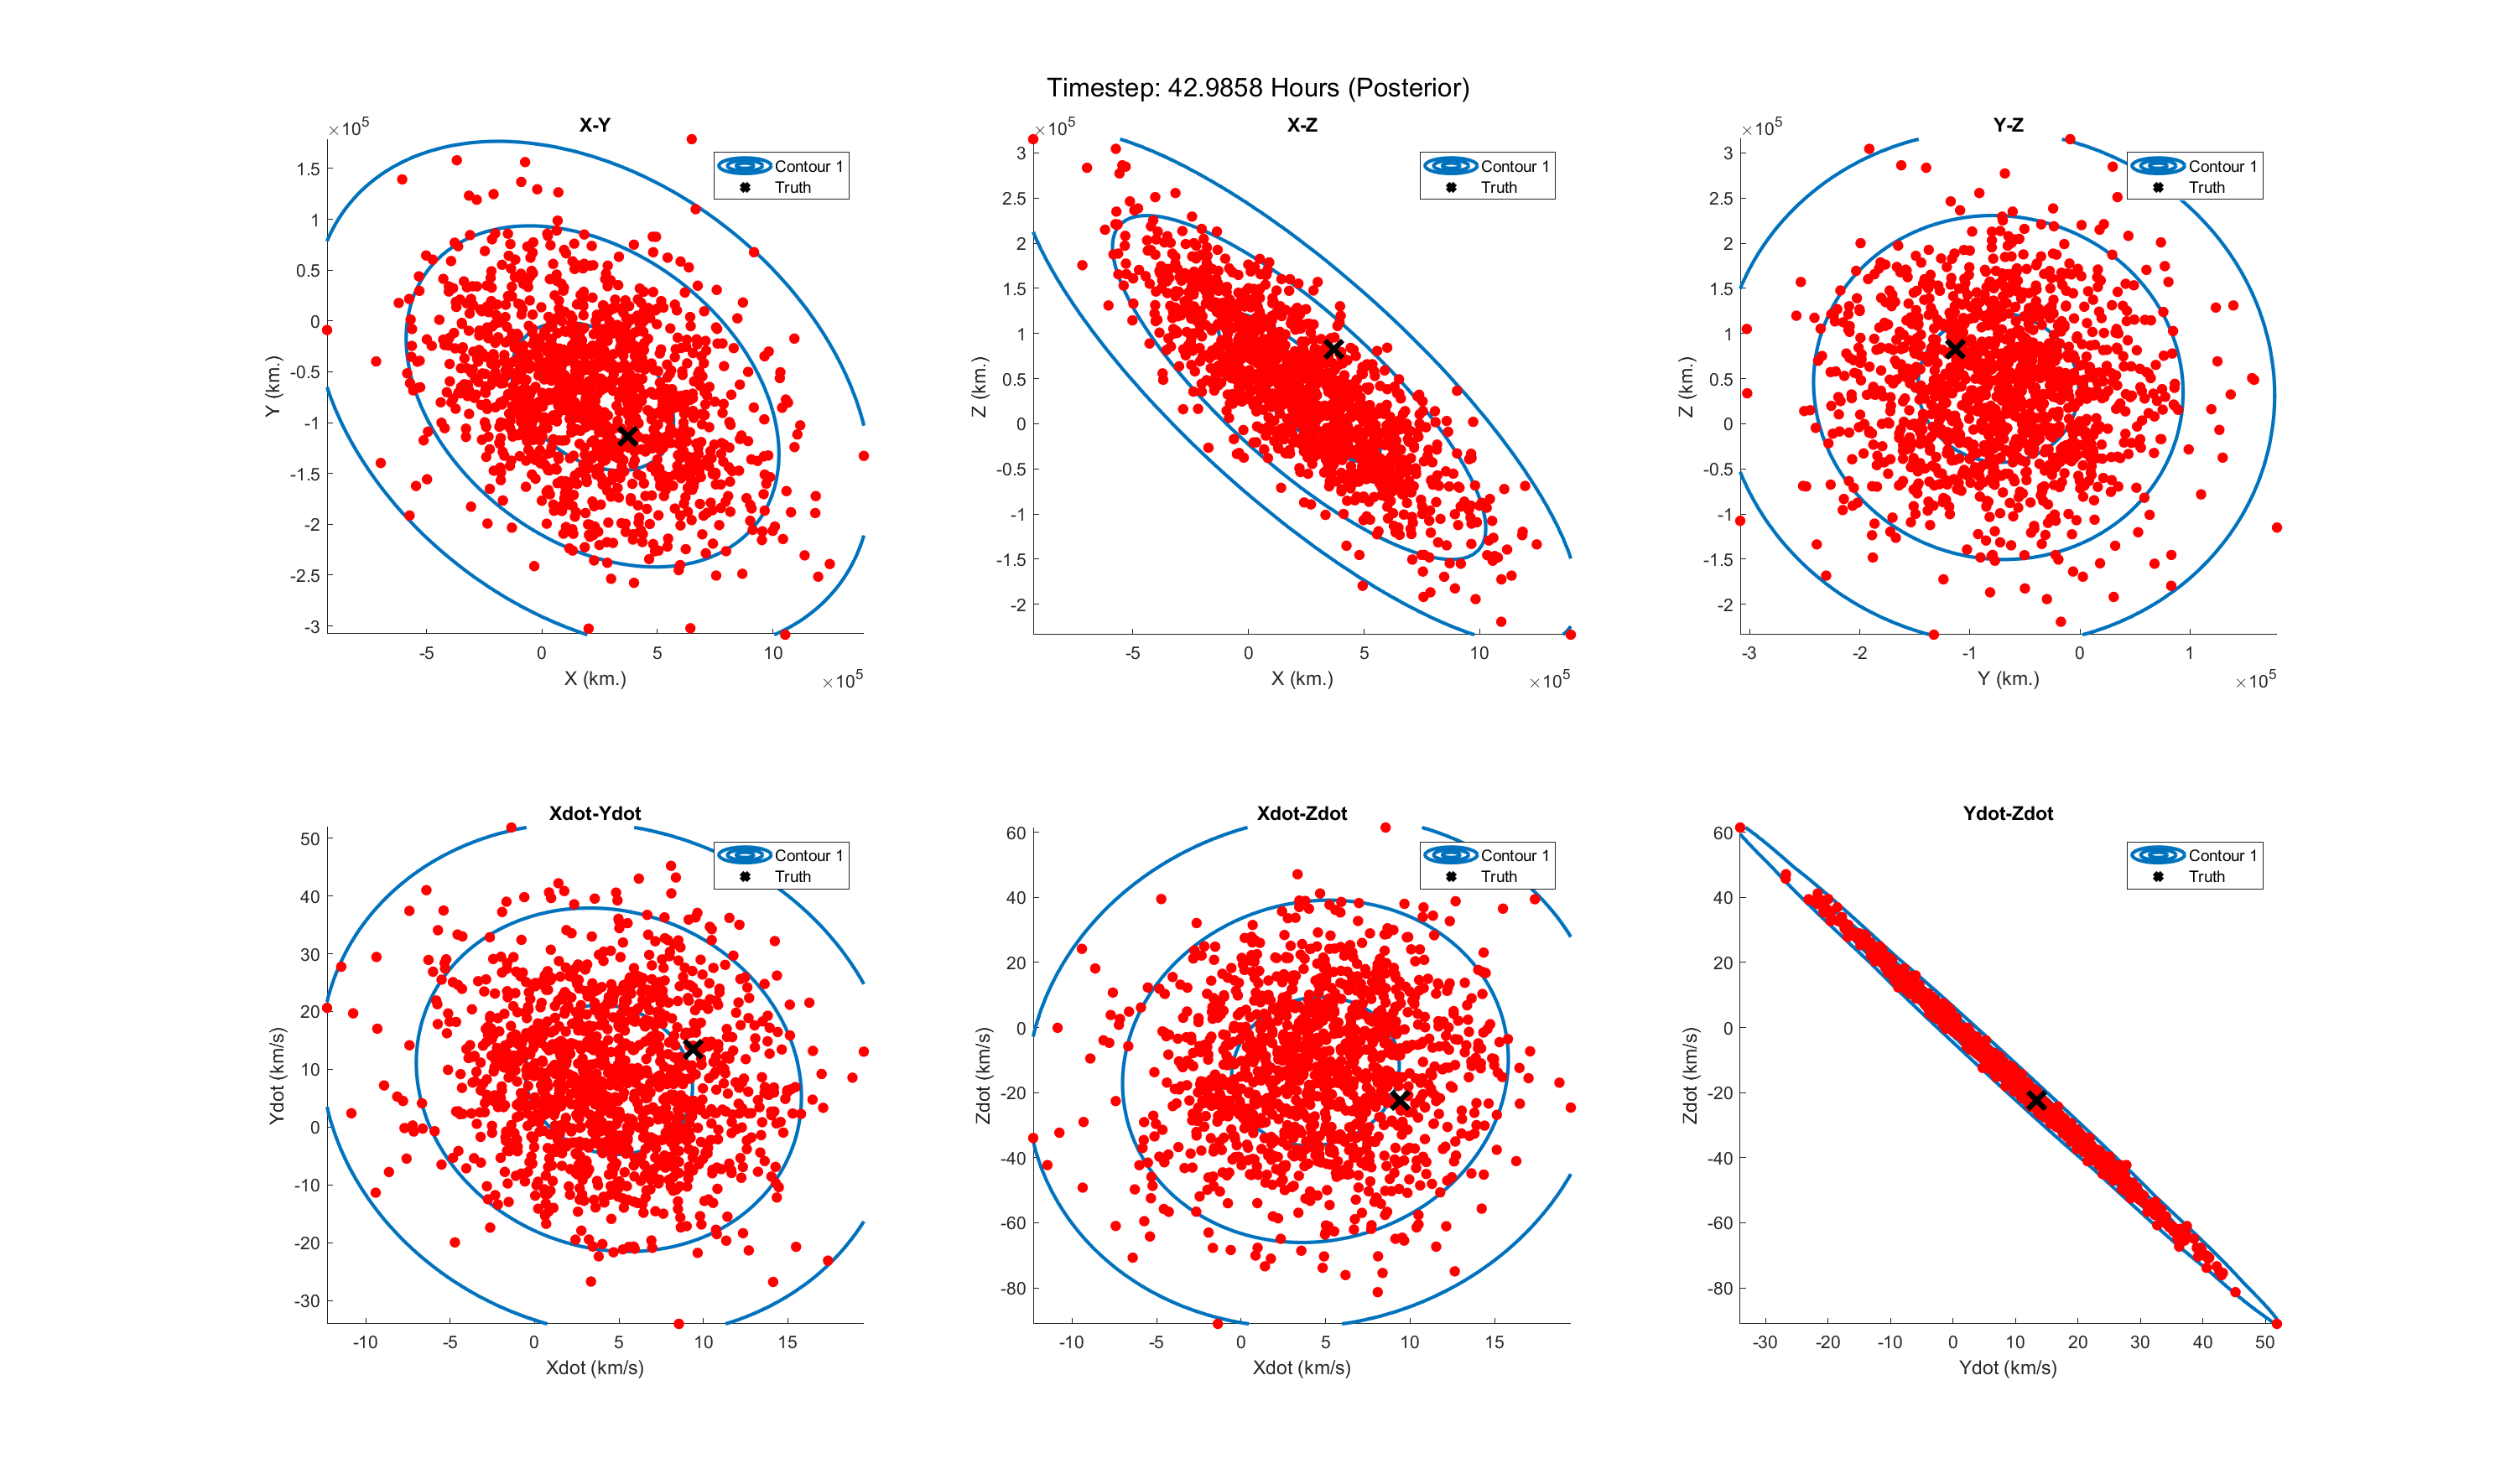 Timestep: 42.9858 Hours (Posterior)
X-Y
×10^5
Contour 1
Truth
1.5
1
0.5
0
-0.5
-1
-1.5
-2
-2.5
-3
Y (km.)
-5 0 5 10
X (km.)
×10^5
X-Z
×10^5
Contour 1
Truth
3
2.5
2
1.5
1
0.5
0
-0.5
-1
-1.5
-2
Z (km.)
-5 0 5 10
X (km.)
×10^5
Y-Z
×10^5
Contour 1
Truth
3
2.5
2
1.5
1
0.5
0
-0.5
-1
-1.5
-2
Z (km.)
-3 -2 -1 0 1
Y (km.)
×10^5
Xdot-Ydot
Contour 1
Truth
50
40
30
20
10
0
-10
-20
-30
Ydot (km/s)
-10 -5 0 5 10 15
Xdot (km/s)
Xdot-Zdot
Contour 1
Truth
60
40
20
0
-20
-40
-60
-80
Zdot (km/s)
-10 -5 0 5 10 15
Xdot (km/s)
Ydot-Zdot
Contour 1
Truth
60
40
20
0
-20
-40
-60
-80
Zdot (km/s)
-30 -20 -10 0 10 20 30 40 50
Ydot (km/s)